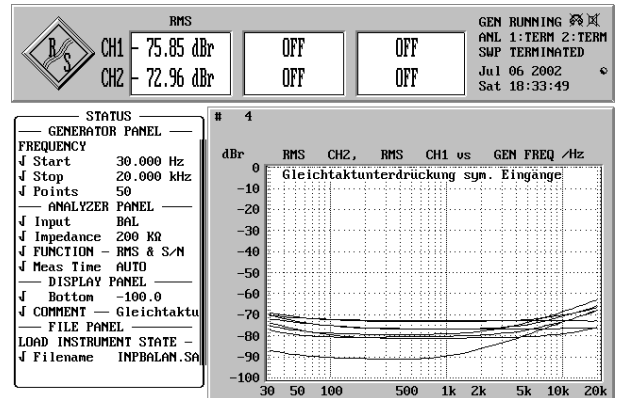 RMS
CH1 - 75.85 dBr OFF OFF
CH2 - 72.96 dBr
GEN RUNNING
ANL 1:TERM 2:TERM
SWP TERMINATED
Jul 06 2002
Sat 18:33:49
R S
STATUS
GENERATOR PANEL
FREQUENCY
Start 30.000 Hz
Stop 20.000 kHz
Points 50
ANALYZER PANEL
Input BAL
Impedance 200 KΩ
FUNCTION - RMS & S/N
Meas Time AUTO
DISPLAY PANEL
Bottom -100.0
COMMENT — Gleichtaktu
FILE PANEL
LOAD INSTRUMENT STATE -
Filename INPBALAN.SA
# 4
dBr RMS CH2, RMS CH1 vs GEN FREQ /Hz
Gleichtaktunterdrückung sym. Eingänge
0
-10
-20
-30
-40
-50
-60
-70
-80
-90
-100
30 50 100 500 1k 2k 5k 10k 20k